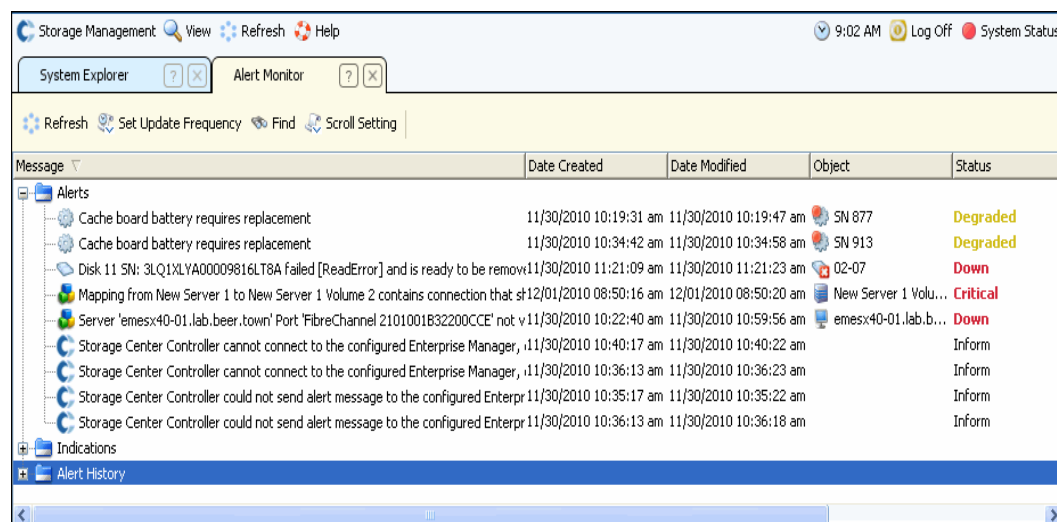 Storage Management View Refresh Help 9:02 AM Log Off System Status
System Explorer ? X Alert Monitor ? X
Refresh Set Update Frequency Find Scroll Setting
Message Date Created Date Modified Object Status
Alerts
Cache board battery requires replacement 11/30/2010 10:19:31 am 11/30/2010 10:19:47 am SN 877 Degraded
Cache board battery requires replacement 11/30/2010 10:34:42 am 11/30/2010 10:34:58 am SN 913 Degraded
Disk 11 SN: 3LQ1XLYA00009816LT8A failed [ReadError] and is ready to be remov 11/30/2010 11:21:09 am 11/30/2010 11:21:23 am 02-07 Down
Mapping from New Server 1 to New Server 1 Volume 2 contains connection that s 12/01/2010 08:50:16 am 12/01/2010 08:50:20 am New Server 1 Volu... Critical
Server 'emesx40-01.lab.beer.town' Port 'FibreChannel 2101001B32200CCE' not v 11/30/2010 10:22:40 am 11/30/2010 10:59:56 am emesx40-01.lab.b... Down
Storage Center Controller cannot connect to the configured Enterprise Manager, 11/30/2010 10:40:17 am 11/30/2010 10:40:22 am Inform
Storage Center Controller cannot connect to the configured Enterprise Manager, 11/30/2010 10:36:13 am 11/30/2010 10:36:23 am Inform
Storage Center Controller could not send alert message to the configured Enterpr 11/30/2010 10:35:17 am 11/30/2010 10:35:22 am Inform
Storage Center Controller could not send alert message to the configured Enterpr 11/30/2010 10:36:13 am 11/30/2010 10:36:18 am Inform
Indications
Alert History